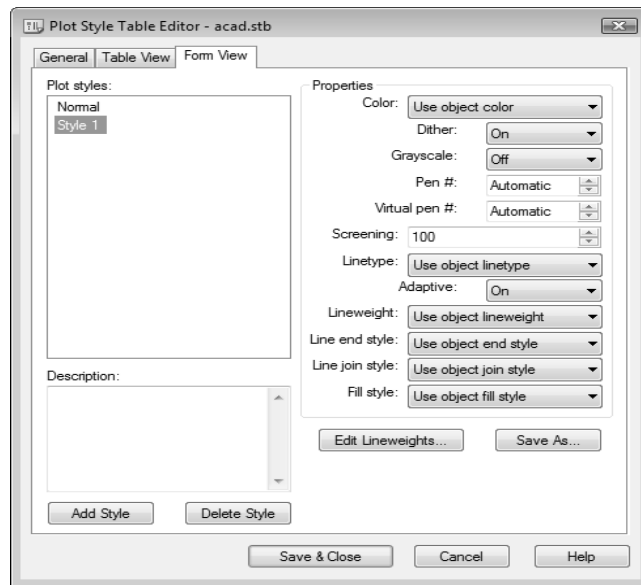 Plot Style Table Editor - acad.stb
General Table View Form View
Plot styles:
Normal
Style 1
Description:
Add Style Delete Style
Properties
Color: Use object color
Dither: On
Grayscale: Off
Pen #: Automatic
Virtual pen #: Automatic
Screening: 100
Linetype: Use object linetype
Adaptive: On
Lineweight: Use object lineweight
Line end style: Use object end style
Line join style: Use object join style
Fill style: Use object fill style
Edit Lineweights... Save As...
Save & Close Cancel Help